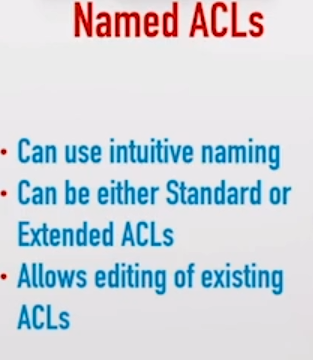 Named ACLs
• Can use intuitive naming
• Can be either Standard or
Extended ACLs
• Allows editing of existing
ACLs